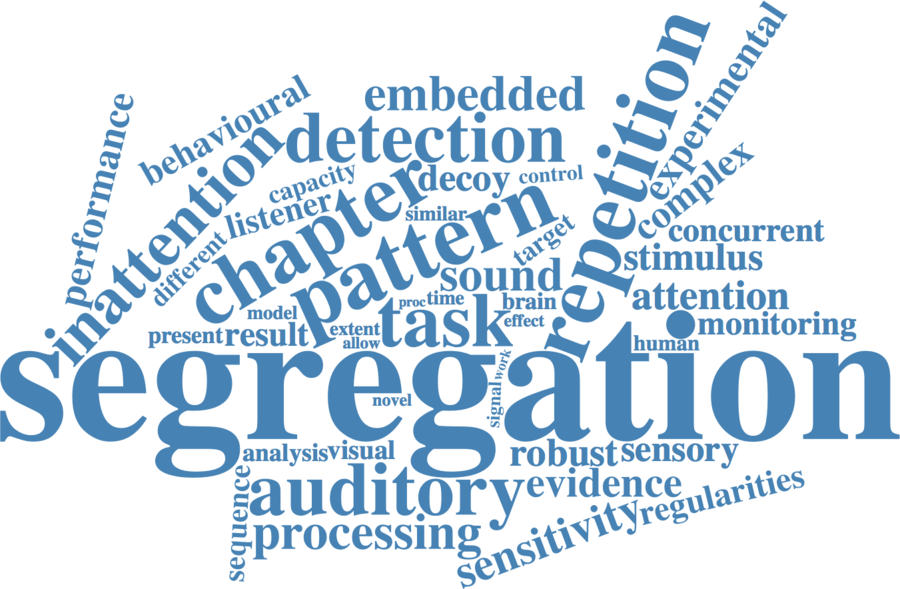 experimental
embedded
repetition
behavioural
performance
detection
inattention
capacity
decoy
control
complex
listener
chapter
similar
pattern
concurrent
target
different
stimulus
sound
attention
model
proc
time
brain
present
result
extent
task
effect
monitoring
allow
human
segregation
work
novel
signal
analysis
visual
robust
sensory
auditory
evidence
regularities
sequence
processing
sensitivity